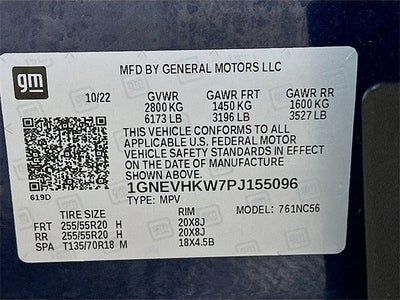 gm
MFD BY GENERAL MOTORS LLC
10/22 GVWR GAWR FRT GAWR RR
2800 KG 1450 KG 1600 KG
6173 LB 3196 LB 3527 LB
THIS VEHICLE CONFORMS TO ALL
APPLICABLE U.S. FEDERAL MOTOR
VEHICLE SAFETY STANDARDS IN EFFECT
ON THE DATE OF MANUFACTURE
SHOWN ABOVE.
1GNEVHKW7PJ155096
619D TYPE: MPV MODEL: 761NC56
TIRE SIZE RIM
FRT 255/55R20 H 20X8J
RR 255/55R20 H 20X8J
SPA T135/70R18 M 18X4.5B